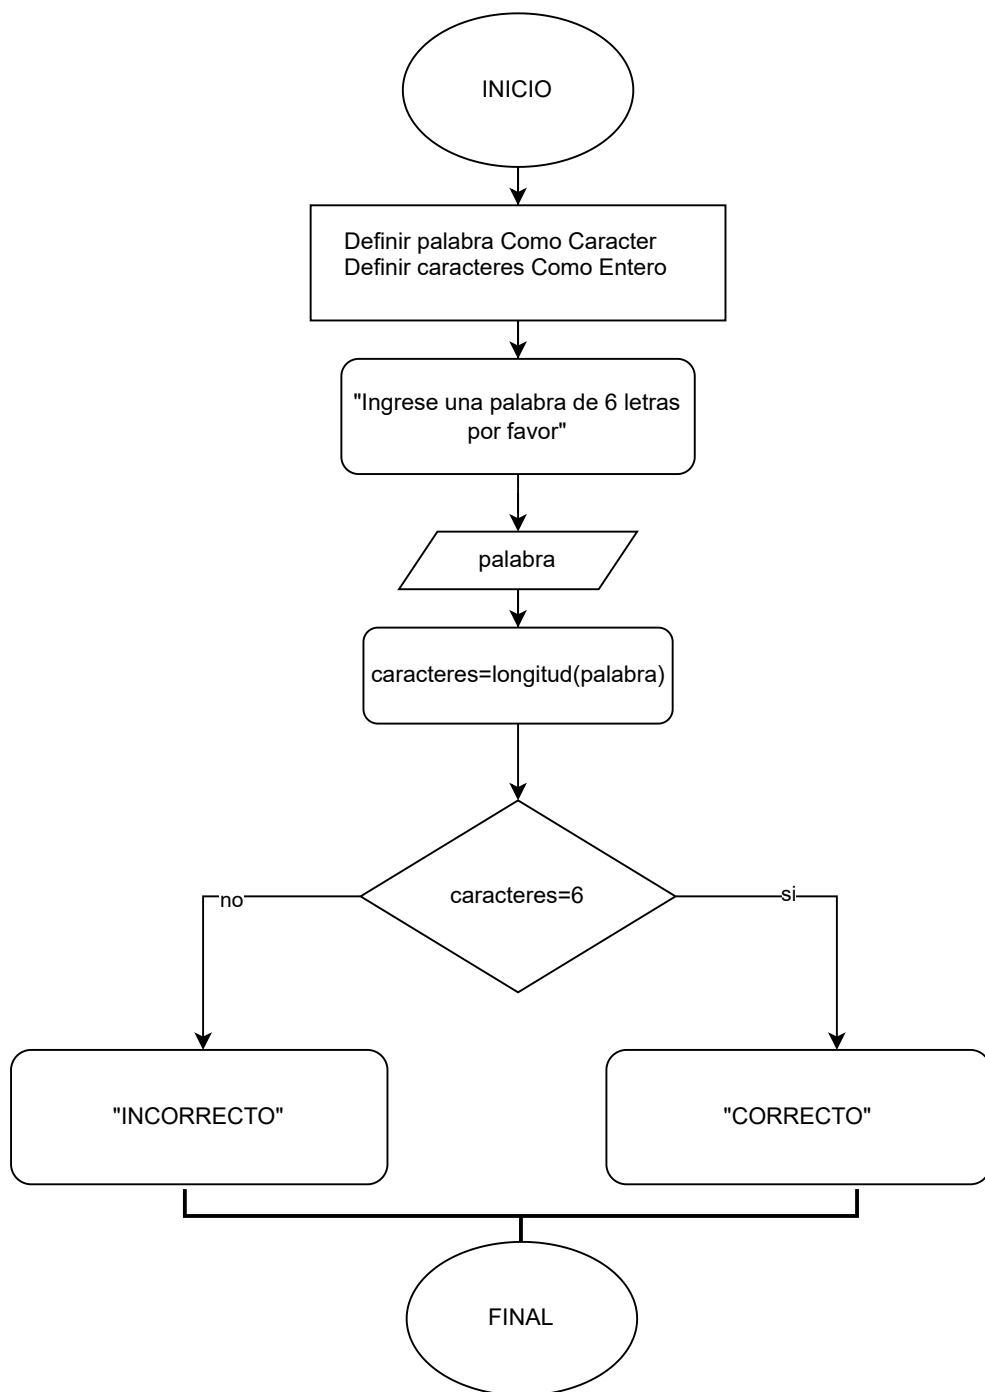 INICIO
Definir palabra Como Caracter
Definir caracteres Como Entero
"Ingrese una palabra de 6 letras
por favor"
palabra
caracteres=longitud(palabra)
caracteres=6
no
si
"INCORRECTO"
"CORRECTO"
FINAL